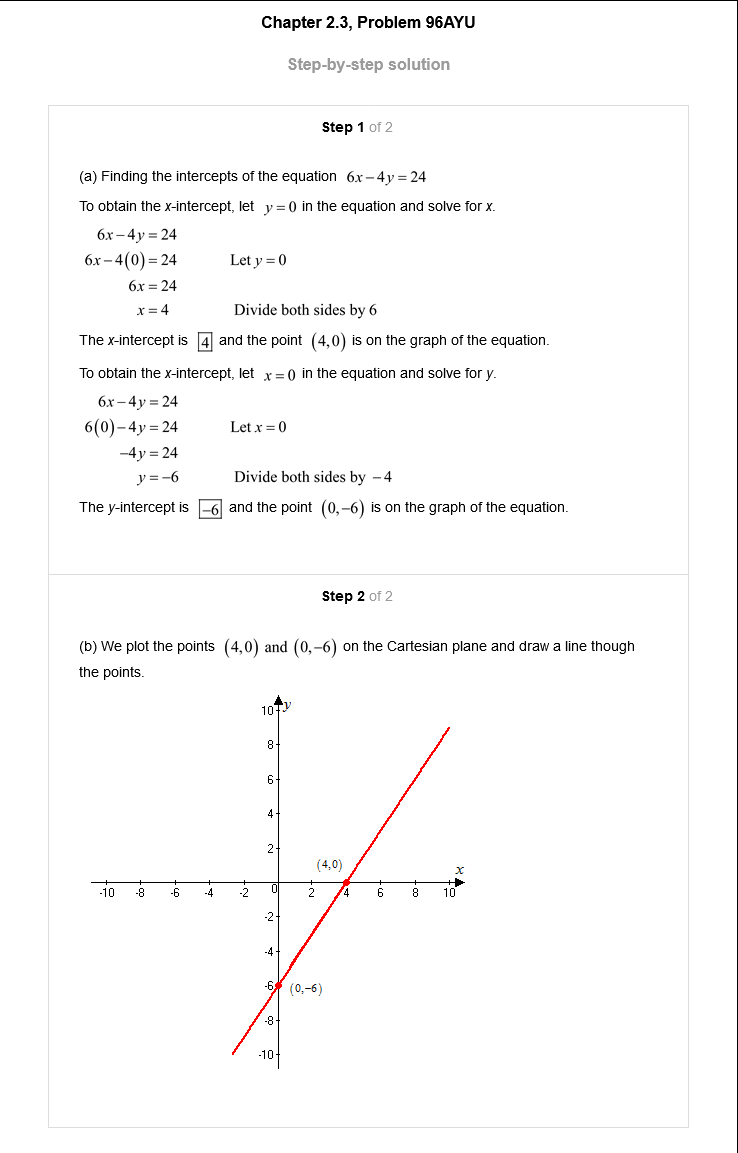 Chapter 2.3, Problem 96AYU
Step-by-step solution
Step 1 of 2
(a) Finding the intercepts of the equation 6x – 4y = 24
To obtain the x-intercept, let y = 0 in the equation and solve for x.
6x – 4y = 24
6x – 4(0) = 24 Let y = 0
6x = 24
x = 4 Divide both sides by 6
The x-intercept is 4 and the point (4,0) is on the graph of the equation.
To obtain the x-intercept, let x = 0 in the equation and solve for y.
6x – 4y = 24
6(0) – 4y = 24 Let x = 0
–4y = 24
y = –6 Divide both sides by – 4
The y-intercept is –6 and the point (0,–6) is on the graph of the equation.
Step 2 of 2
(b) We plot the points (4,0) and (0,–6) on the Cartesian plane and draw a line though
the points.
y
10
8
6
4
2
(4,0)
x
-10 -8 -6 -4 -2 0 2 4 6 8 10
-2
-4
-6 (0,–6)
-8
-10